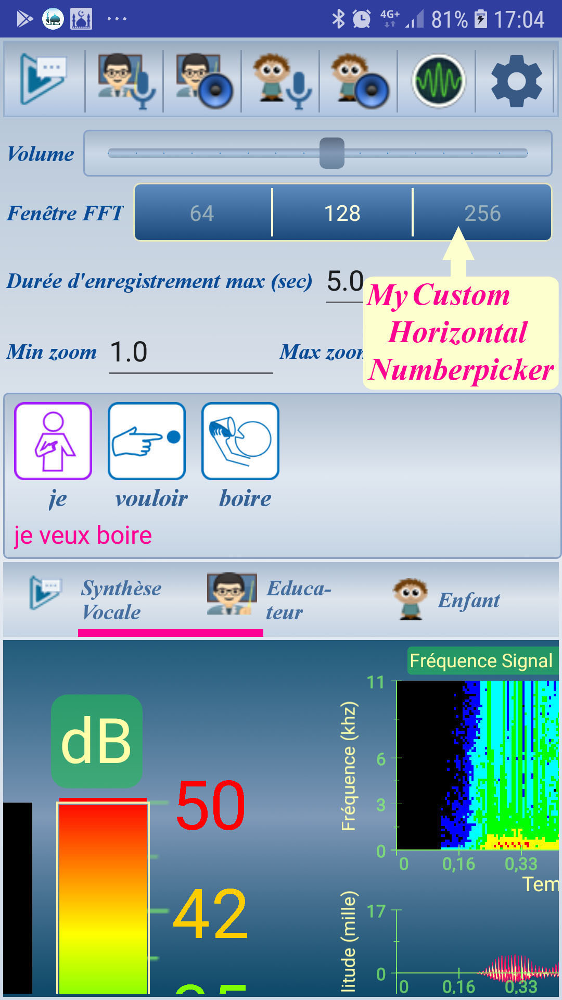 4G+ 81% 17:04
Volume
Fenêtre FFT 64 128 256
Durée d'enregistrement max (sec) 5.0
My Custom
Horizontal
Numberpicker
Min zoom 1.0 Max zoom
je vouloir boire
je veux boire
Synthèse
Vocale
Educa-
teur
Enfant
dB
50
42
Fréquence Signal
Fréquence (khz)
11
6
3
0
0 0,16 0,33
Tem
litude (mille)
17
0
0 0,16 0,33